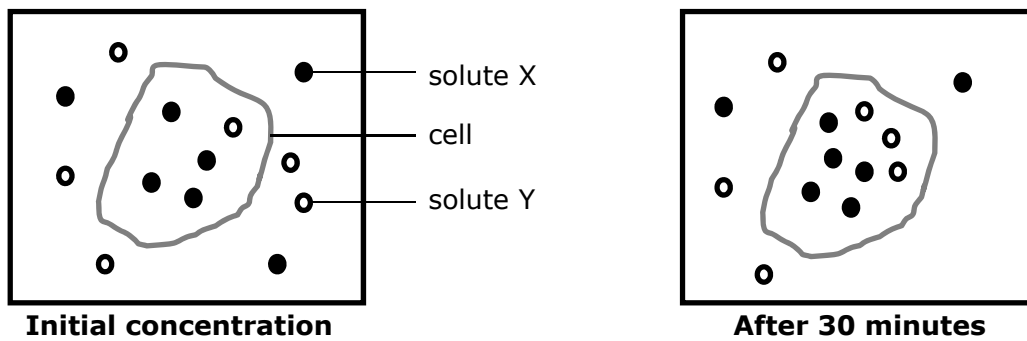 solute X
cell
solute Y
Initial concentration
After 30 minutes